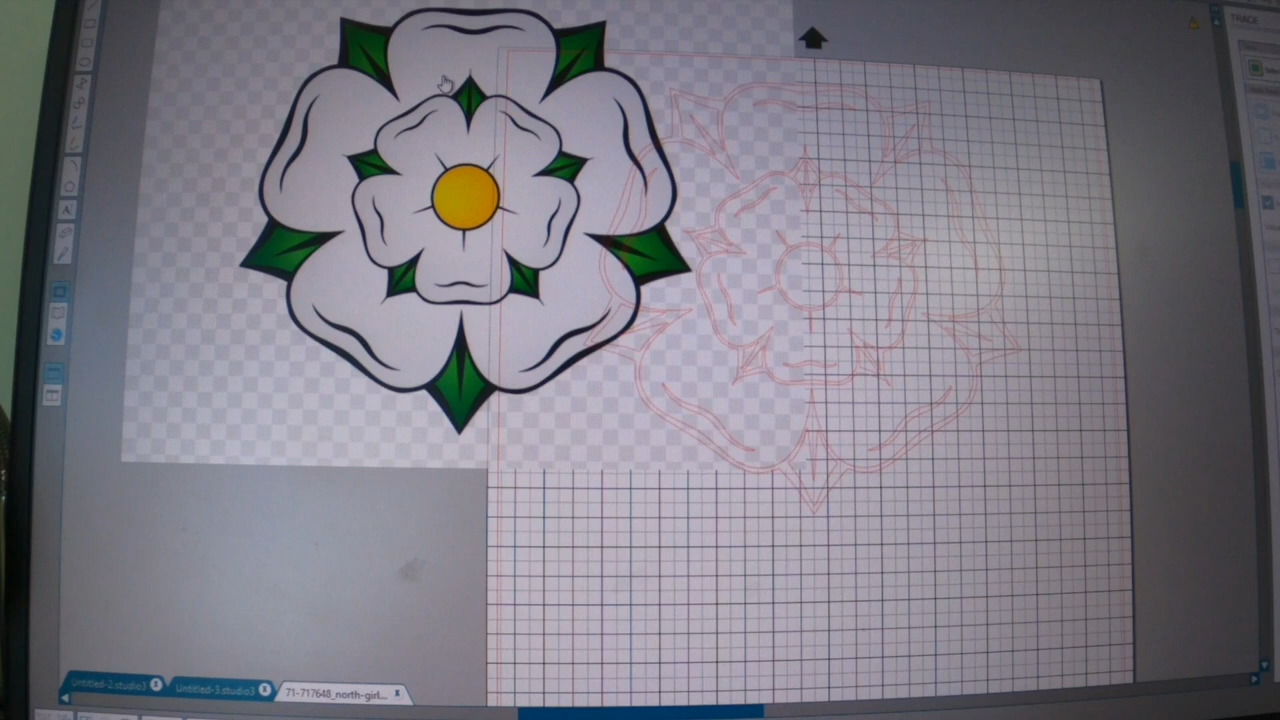 TRACE
A
Untitled-2.studio3 X
Untitled-3.studio3 X
71-717648_north-girl... X